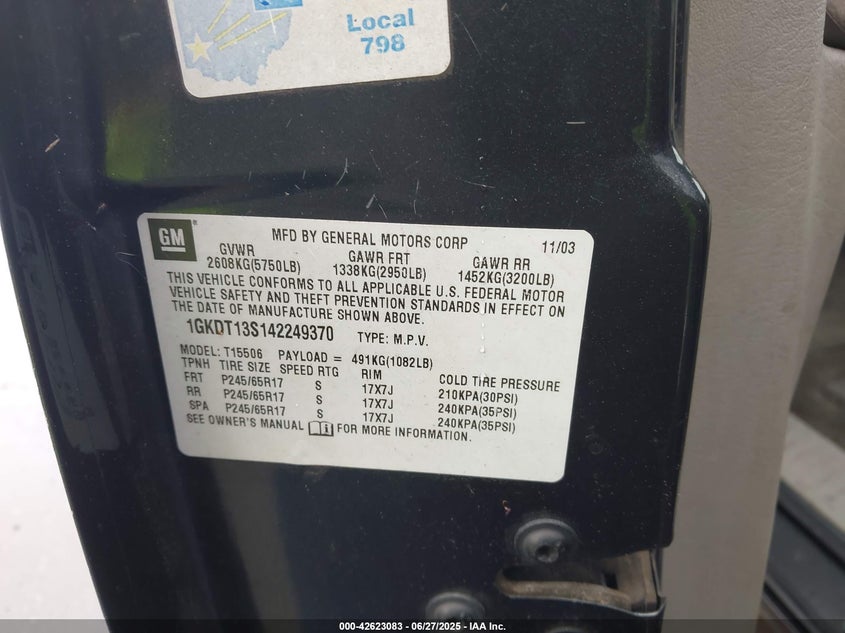 Local
798
GM
MFD BY GENERAL MOTORS CORP 11/03
GVWR GAWR FRT GAWR RR
2608KG(5750LB) 1338KG(2950LB) 1452KG(3200LB)
THIS VEHICLE CONFORMS TO ALL APPLICABLE U.S. FEDERAL MOTOR
VEHICLE SAFETY AND THEFT PREVENTION STANDARDS IN EFFECT ON
THE DATE OF MANUFACTURE SHOWN ABOVE.
1GKDT13S142249370 TYPE: M.P.V.
MODEL: T15506 PAYLOAD = 491KG(1082LB)
TPNH TIRE SIZE SPEED RTG RIM COLD TIRE PRESSURE
FRT P245/65R17 S 17X7J 210KPA(30PSI)
RR P245/65R17 S 17X7J 240KPA(35PSI)
SPA P245/65R17 S 17X7J 240KPA(35PSI)
SEE OWNER'S MANUAL FOR MORE INFORMATION.
000-42623083 - 06/27/2025 - IAA Inc.